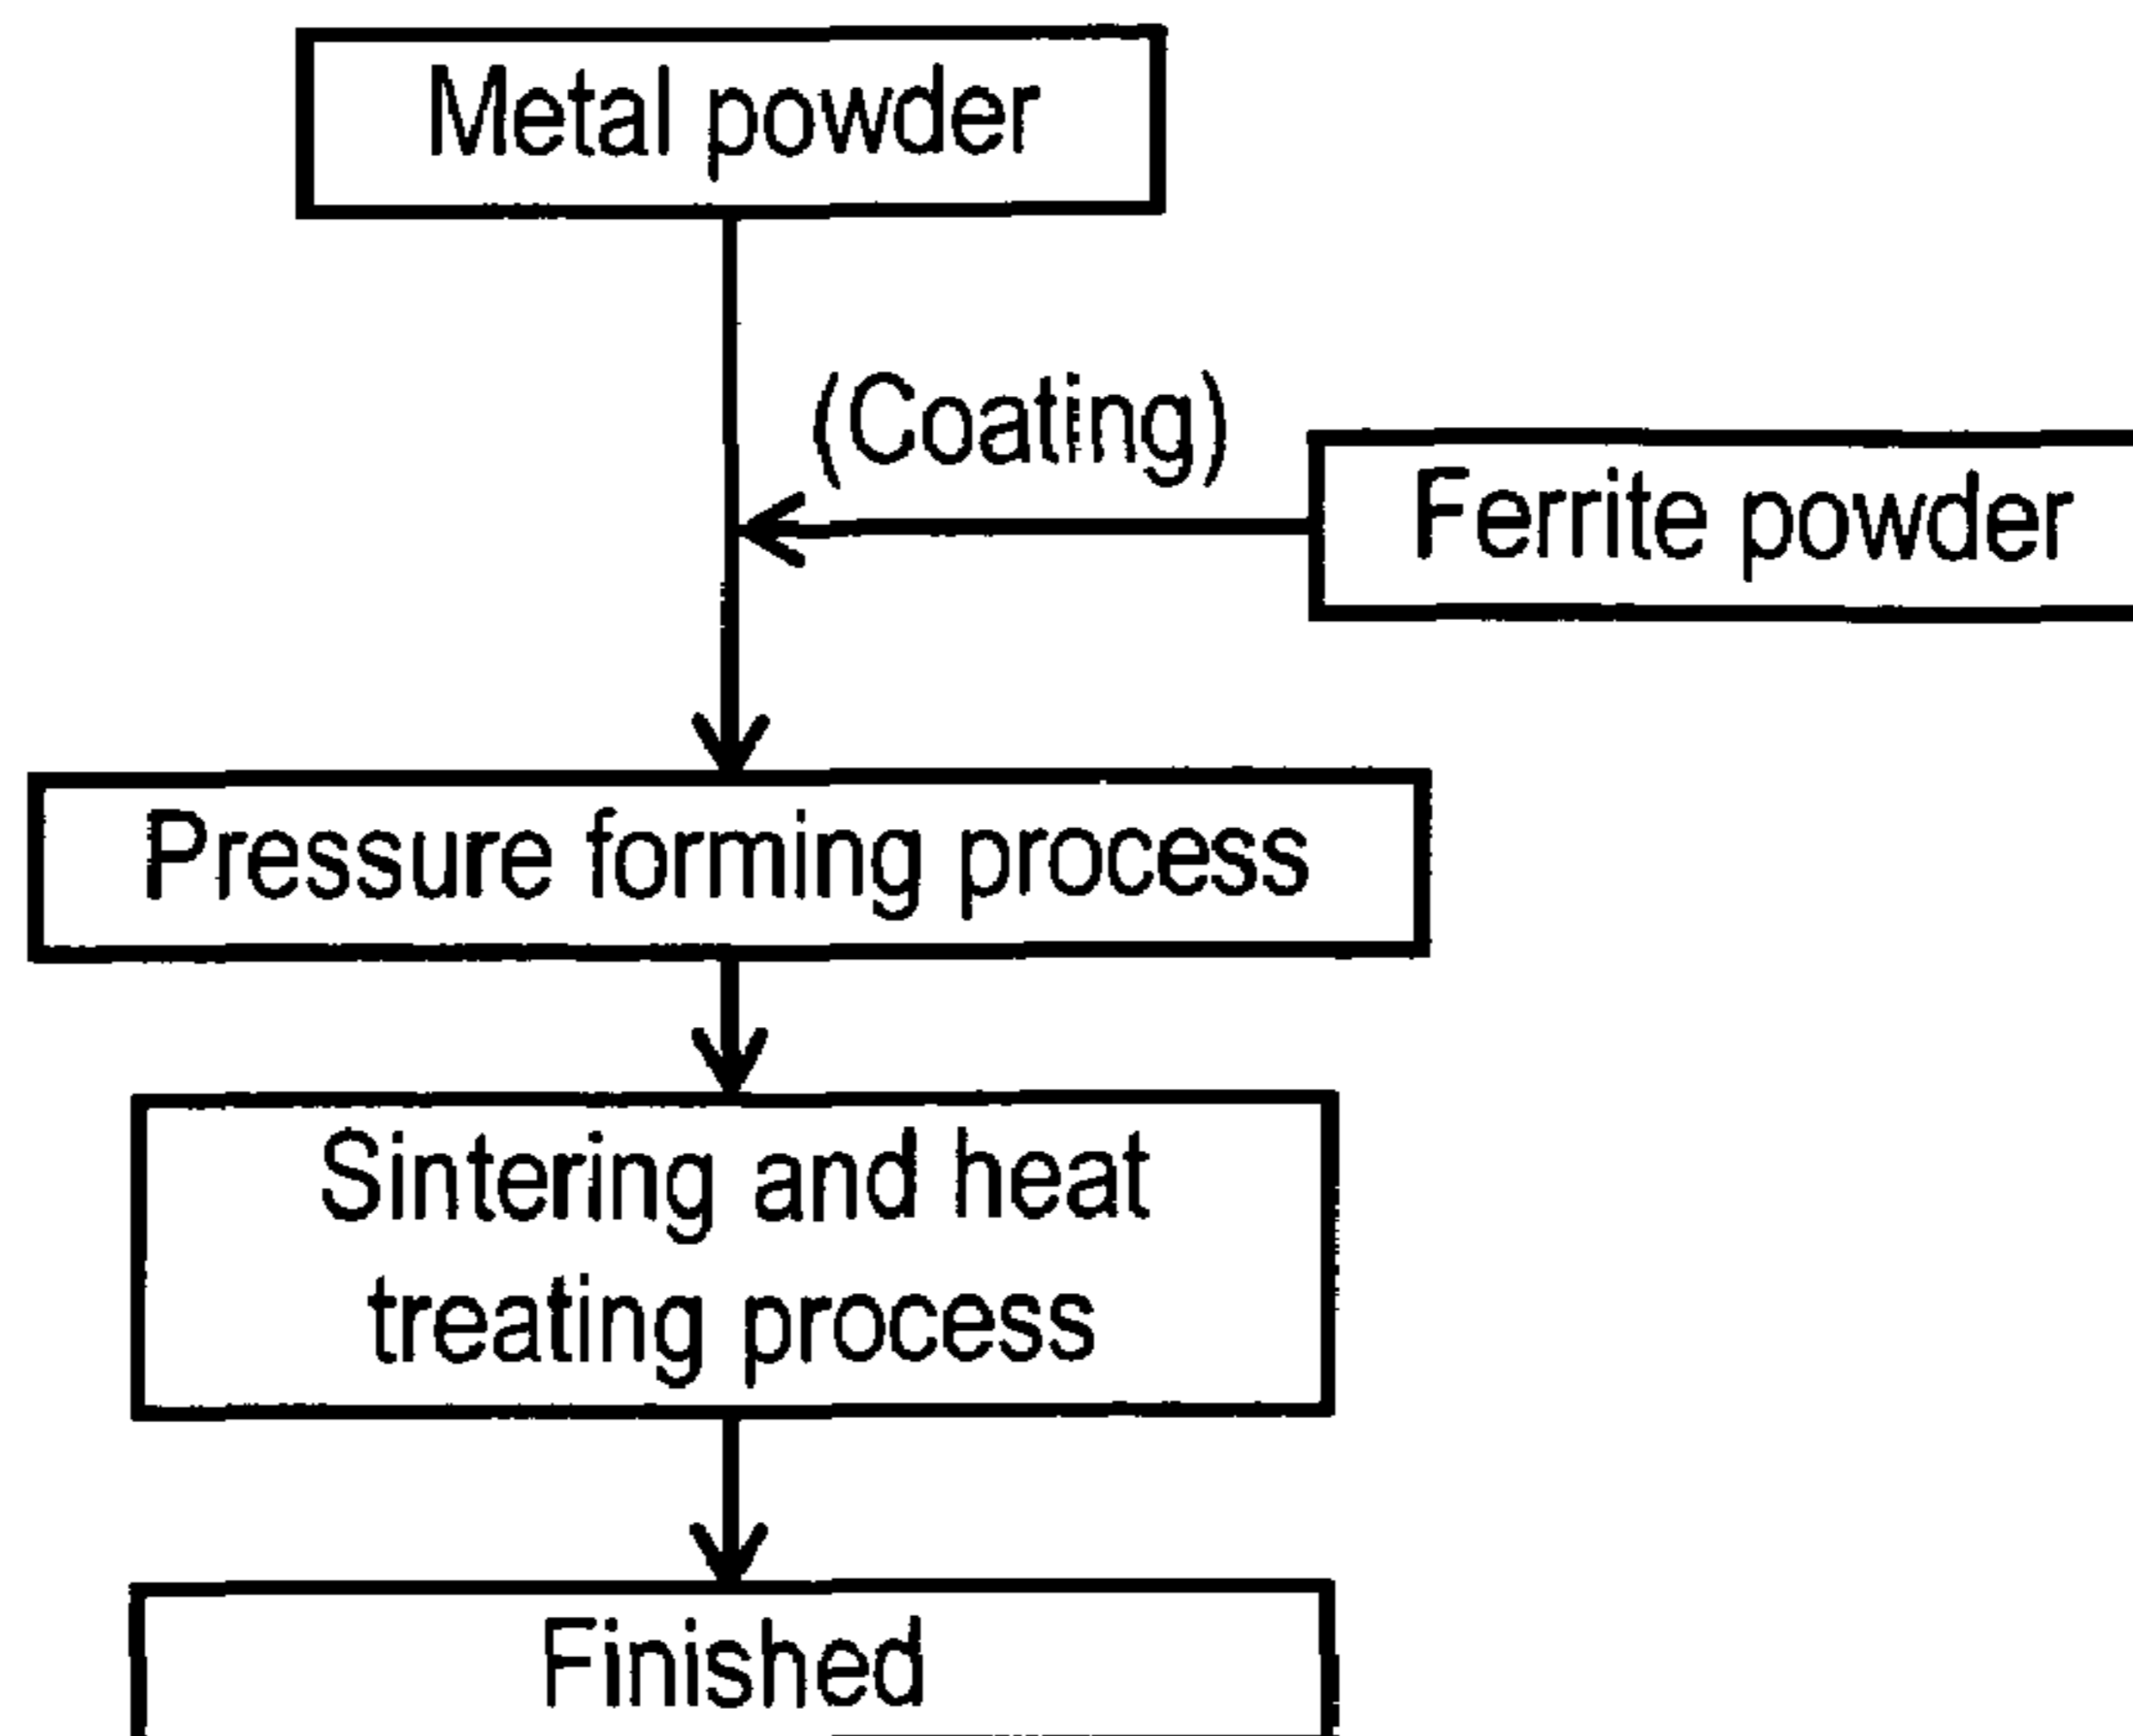 Metal powder
(Coating)
Ferrite powder
Pressure forming process
Sintering and heat
treating process
Finished